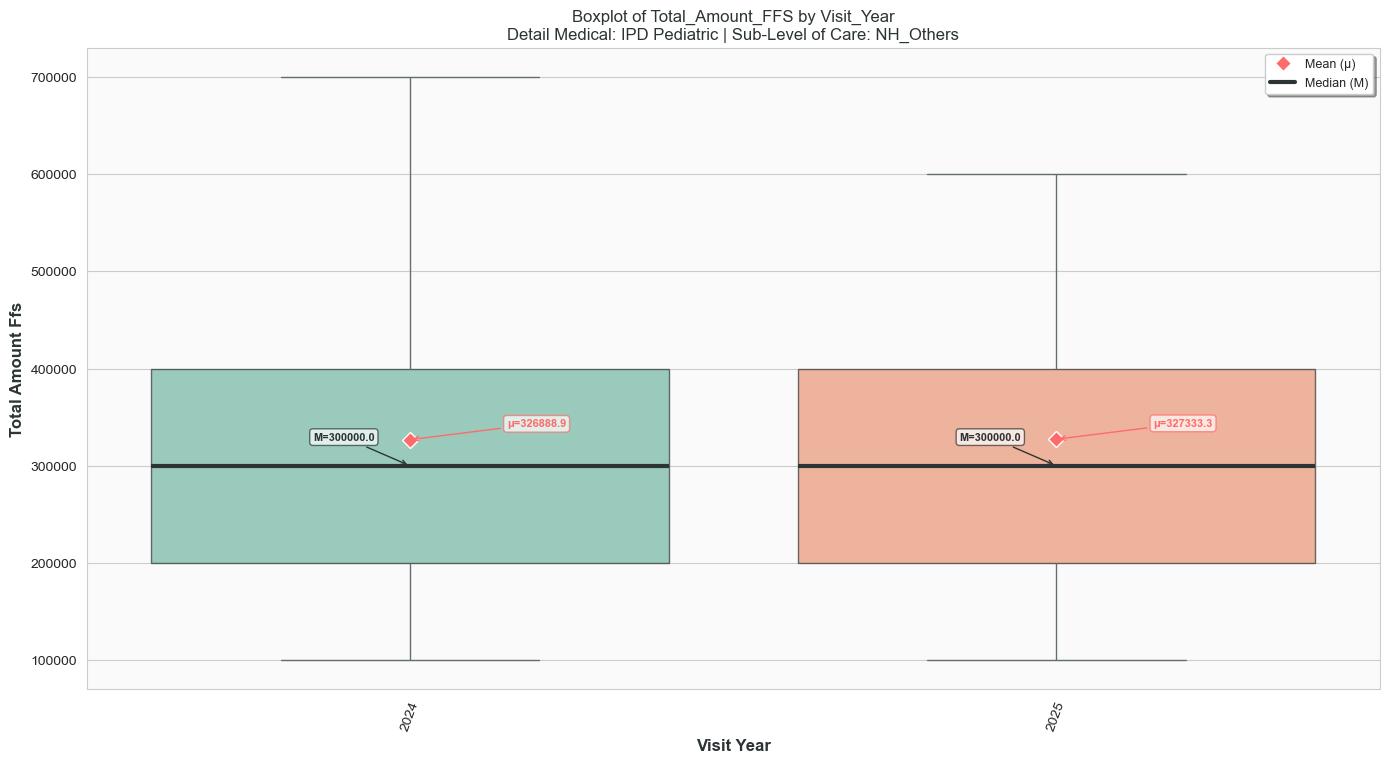 Boxplot of Total_Amount_FFS by Visit_Year
Detail Medical: IPD Pediatric | Sub-Level of Care: NH_Others
Mean (μ)
Median (M)
Total Amount Ffs
700000
600000
500000
400000
300000
200000
100000
M=300000.0
μ=326888.9
M=300000.0
μ=327333.3
2024
2025
Visit Year